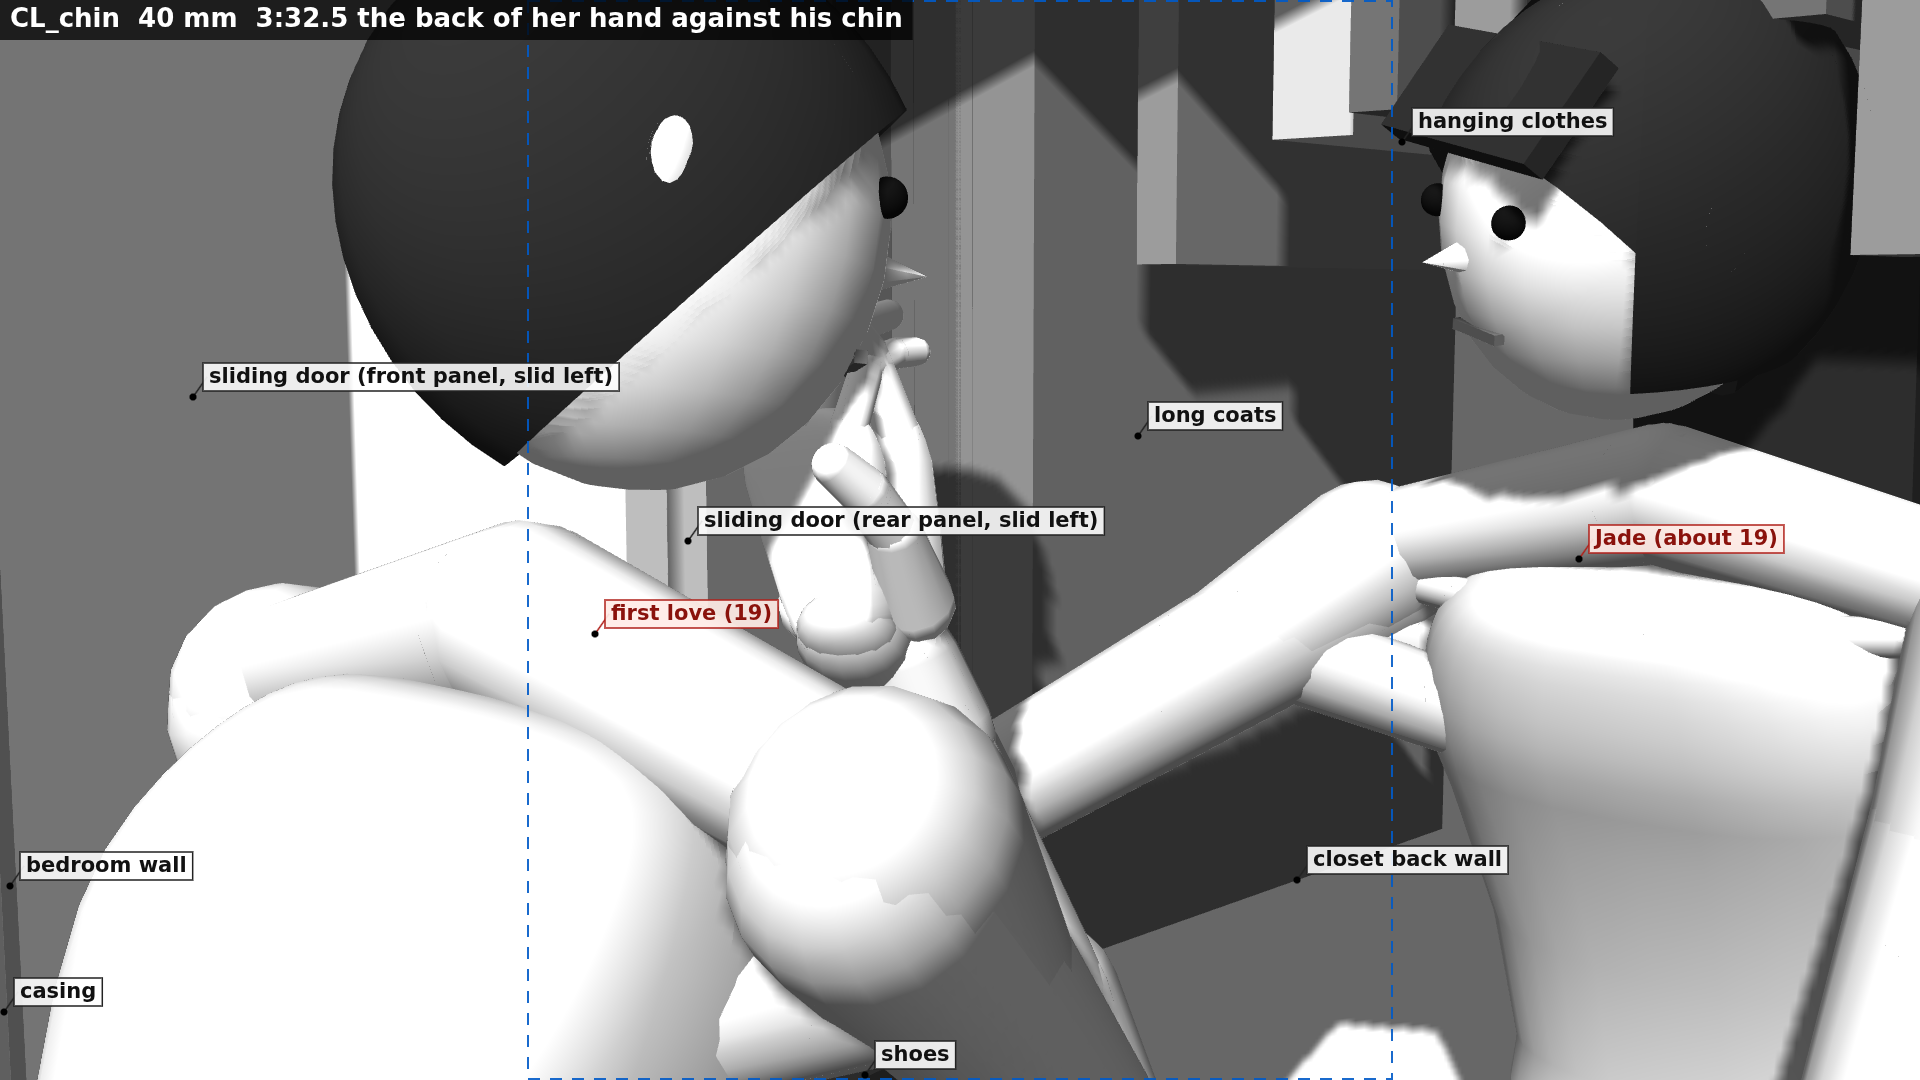 CL_chin 40 mm 3:32.5 the back of her hand against his chin
hanging clothes
sliding door (front panel, slid left)
long coats
sliding door (rear panel, slid left)
Jade (about 19)
first love (19)
bedroom wall
closet back wall
casing
shoes